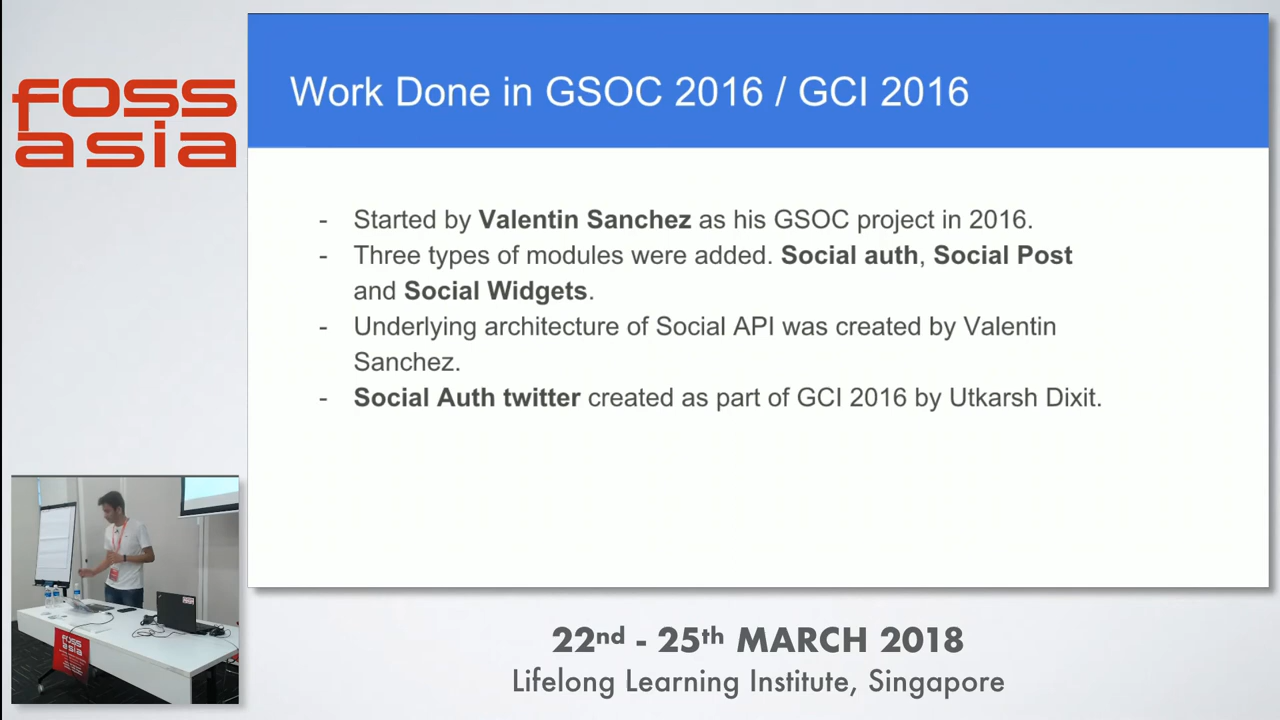 foss
asia
Work Done in GSOC 2016 / GCI 2016
- Started by Valentin Sanchez as his GSOC project in 2016.
- Three types of modules were added. Social auth, Social Post
and Social Widgets.
- Underlying architecture of Social API was created by Valentin
Sanchez.
- Social Auth twitter created as part of GCI 2016 by Utkarsh Dixit.
foss
asia
22nd - 25th MARCH 2018
Lifelong Learning Institute, Singapore